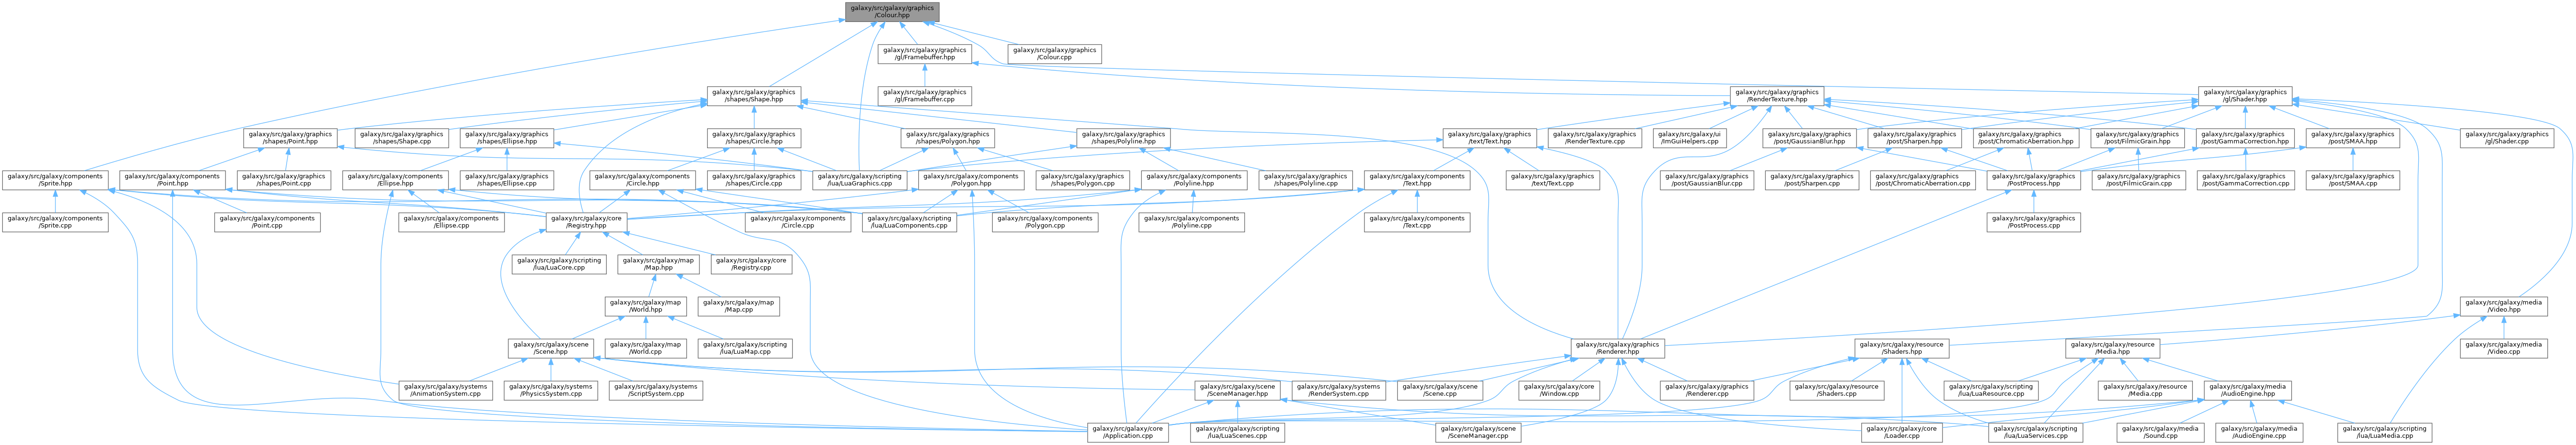 galaxy/src/galaxy/graphics
/Colour.hpp
galaxy/src/galaxy/graphics
/gl/Framebuffer.hpp
galaxy/src/galaxy/graphics
/Colour.cpp
galaxy/src/galaxy/graphics
/shapes/Shape.hpp
galaxy/src/galaxy/graphics
/gl/Framebuffer.cpp
galaxy/src/galaxy/graphics
/RenderTexture.hpp
galaxy/src/galaxy/graphics
/gl/Shader.hpp
galaxy/src/galaxy/graphics
/shapes/Point.hpp
galaxy/src/galaxy/graphics
/shapes/Shape.cpp
galaxy/src/galaxy/graphics
/shapes/Ellipse.hpp
galaxy/src/galaxy/graphics
/shapes/Circle.hpp
galaxy/src/galaxy/graphics
/shapes/Polygon.hpp
galaxy/src/galaxy/graphics
/shapes/Polyline.hpp
galaxy/src/galaxy/graphics
/text/Text.hpp
galaxy/src/galaxy/graphics
/RenderTexture.cpp
galaxy/src/galaxy/ui
/ImGuiHelpers.cpp
galaxy/src/galaxy/graphics
/post/GaussianBlur.hpp
galaxy/src/galaxy/graphics
/post/Sharpen.hpp
galaxy/src/galaxy/graphics
/post/ChromaticAberration.hpp
galaxy/src/galaxy/graphics
/post/FilmicGrain.hpp
galaxy/src/galaxy/graphics
/post/GammaCorrection.hpp
galaxy/src/galaxy/graphics
/post/SMAA.hpp
galaxy/src/galaxy/graphics
/gl/Shader.cpp
galaxy/src/galaxy/components
/Sprite.hpp
galaxy/src/galaxy/components
/Point.hpp
galaxy/src/galaxy/graphics
/shapes/Point.cpp
galaxy/src/galaxy/components
/Ellipse.hpp
galaxy/src/galaxy/graphics
/shapes/Ellipse.cpp
galaxy/src/galaxy/components
/Circle.hpp
galaxy/src/galaxy/graphics
/shapes/Circle.cpp
galaxy/src/galaxy/scripting
/lua/LuaGraphics.cpp
galaxy/src/galaxy/components
/Polygon.hpp
galaxy/src/galaxy/graphics
/shapes/Polygon.cpp
galaxy/src/galaxy/components
/Polyline.hpp
galaxy/src/galaxy/graphics
/shapes/Polyline.cpp
galaxy/src/galaxy/components
/Text.hpp
galaxy/src/galaxy/graphics
/text/Text.cpp
galaxy/src/galaxy/graphics
/post/GaussianBlur.cpp
galaxy/src/galaxy/graphics
/post/Sharpen.cpp
galaxy/src/galaxy/graphics
/post/ChromaticAberration.cpp
galaxy/src/galaxy/graphics
/PostProcess.hpp
galaxy/src/galaxy/graphics
/post/FilmicGrain.cpp
galaxy/src/galaxy/graphics
/post/GammaCorrection.cpp
galaxy/src/galaxy/graphics
/post/SMAA.cpp
galaxy/src/galaxy/components
/Sprite.cpp
galaxy/src/galaxy/components
/Point.cpp
galaxy/src/galaxy/components
/Ellipse.cpp
galaxy/src/galaxy/core
/Registry.hpp
galaxy/src/galaxy/components
/Circle.cpp
galaxy/src/galaxy/scripting
/lua/LuaComponents.cpp
galaxy/src/galaxy/components
/Polygon.cpp
galaxy/src/galaxy/components
/Polyline.cpp
galaxy/src/galaxy/components
/Text.cpp
galaxy/src/galaxy/graphics
/PostProcess.cpp
galaxy/src/galaxy/scripting
/lua/LuaCore.cpp
galaxy/src/galaxy/map
/Map.hpp
galaxy/src/galaxy/core
/Registry.cpp
galaxy/src/galaxy/map
/World.hpp
galaxy/src/galaxy/map
/Map.cpp
galaxy/src/galaxy/media
/Video.hpp
galaxy/src/galaxy/scene
/Scene.hpp
galaxy/src/galaxy/map
/World.cpp
galaxy/src/galaxy/scripting
/lua/LuaMap.cpp
galaxy/src/galaxy/graphics
/Renderer.hpp
galaxy/src/galaxy/resource
/Shaders.hpp
galaxy/src/galaxy/resource
/Media.hpp
galaxy/src/galaxy/media
/Video.cpp
galaxy/src/galaxy/systems
/AnimationSystem.cpp
galaxy/src/galaxy/systems
/PhysicsSystem.cpp
galaxy/src/galaxy/systems
/ScriptSystem.cpp
galaxy/src/galaxy/scene
/SceneManager.hpp
galaxy/src/galaxy/systems
/RenderSystem.cpp
galaxy/src/galaxy/scene
/Scene.cpp
galaxy/src/galaxy/core
/Window.cpp
galaxy/src/galaxy/graphics
/Renderer.cpp
galaxy/src/galaxy/resource
/Shaders.cpp
galaxy/src/galaxy/scripting
/lua/LuaResource.cpp
galaxy/src/galaxy/resource
/Media.cpp
galaxy/src/galaxy/media
/AudioEngine.hpp
galaxy/src/galaxy/core
/Application.cpp
galaxy/src/galaxy/scripting
/lua/LuaScenes.cpp
galaxy/src/galaxy/scene
/SceneManager.cpp
galaxy/src/galaxy/core
/Loader.cpp
galaxy/src/galaxy/scripting
/lua/LuaServices.cpp
galaxy/src/galaxy/media
/Sound.cpp
galaxy/src/galaxy/media
/AudioEngine.cpp
galaxy/src/galaxy/scripting
/lua/LuaMedia.cpp